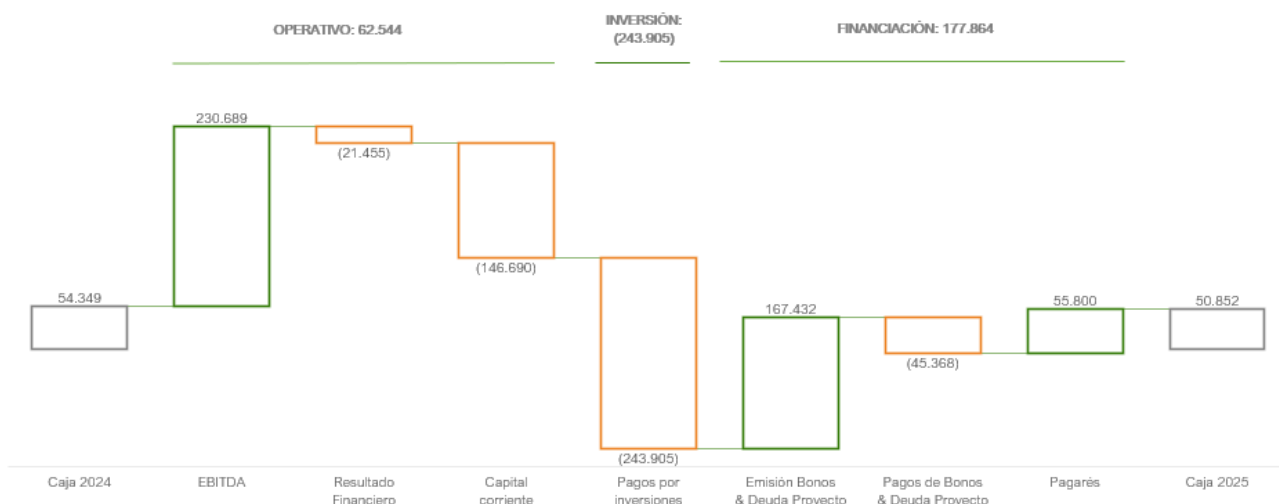 OPERATIVO: 62.544
INVERSIÓN:
(243.905)
FINANCIACIÓN: 177.864
230.689
(21.455)
(146.690)
54.349
(243.905)
167.432
(45.368)
55.800
50.852
Caja 2024
EBITDA
Resultado
Financiero
Capital
corriente
Pagos por
inversiones
Emisión Bonos
& Deuda Proyecto
Pagos de Bonos
& Deuda Proyecto
Pagarés
Caja 2025